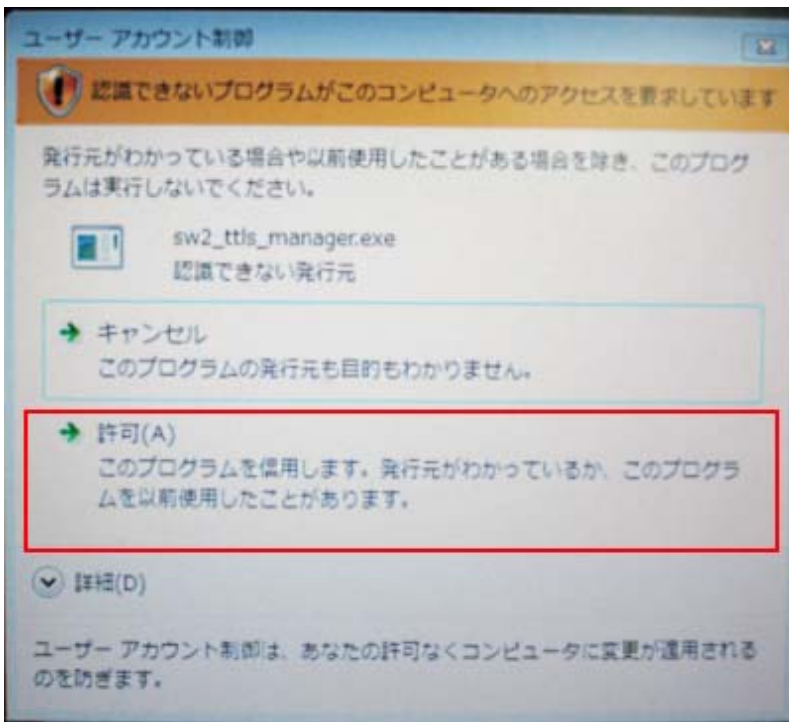 ユーザー アカウント制御
認識できないプログラムがこのコンピュータへのアクセスを要求しています
発行元がわかっている場合や以前使用したことがある場合を除き、このプログ
ラムは実行しないでください。
sw2_ttls_manager.exe
認識できない発行元
キャンセル
このプログラムの発行元も目的もわかりません。
許可(A)
このプログラムを信用します。発行元がわかっているか、このプログラ
ムを以前使用したことがあります。
詳細(D)
ユーザー アカウント制御は、あなたの許可なくコンピュータに変更が適用される
のを防ぎます。